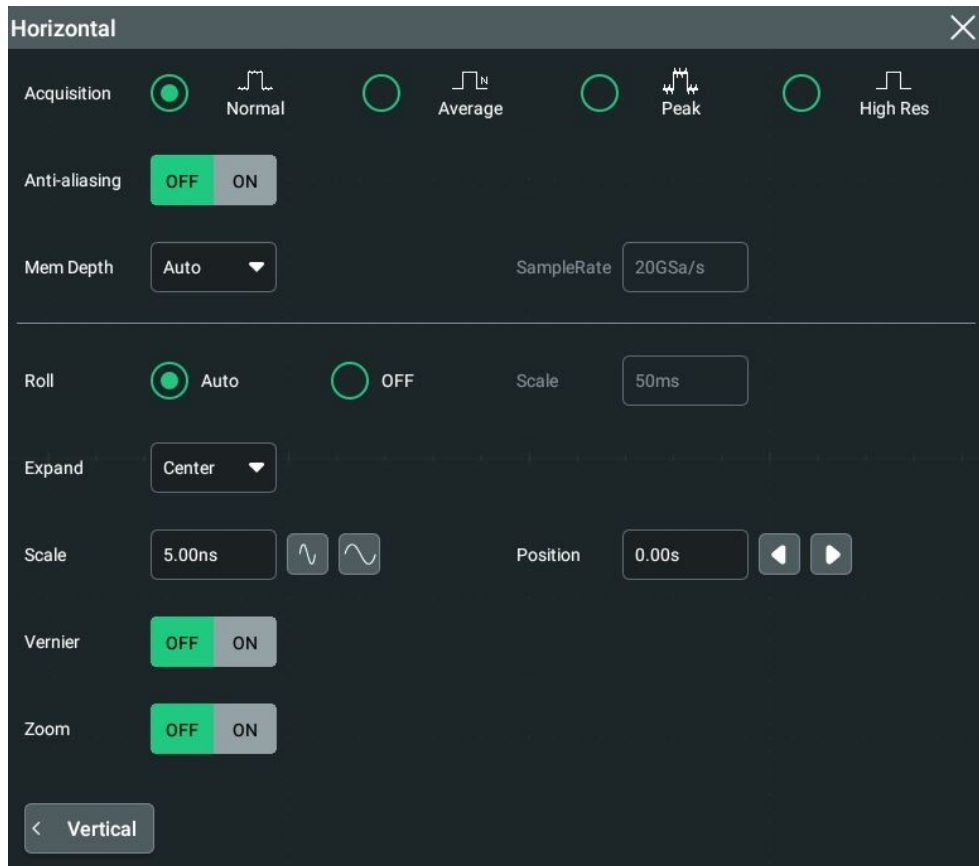 Horizontal
Acquisition Normal N Average Peak High Res
Anti-aliasing OFF ON
Mem Depth Auto SampleRate 20GSa/s
Roll Auto OFF Scale 50ms
Expand Center
Scale 5.00ns Position 0.00s
Vernier OFF ON
Zoom OFF ON
< Vertical